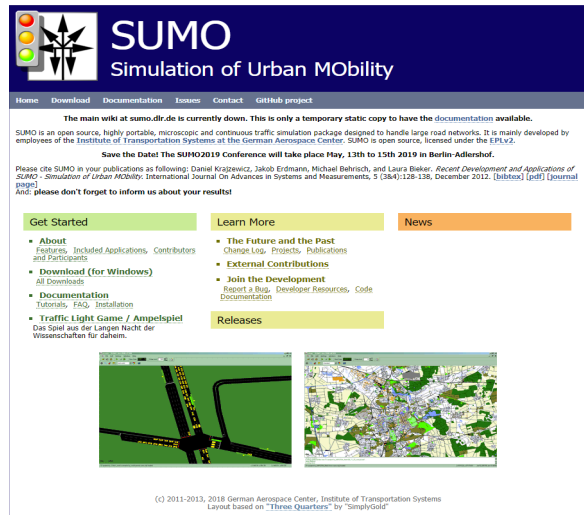 SUMO
Simulation of Urban MObility
Home Download Documentation Issues Contact GitHub project
The main wiki at sumo.dlr.de is currently down. This is only a temporary static copy to have the documentation available.
SUMO is an open source, highly portable, microscopic and continuous traffic simulation package designed to handle large road networks. It is mainly developed by
employees of the Institute of Transportation Systems at the German Aerospace Center. SUMO is open source, licensed under the EPLv2.
Save the Date! The SUMO2019 Conference will take place May, 13th to 15th 2019 in Berlin-Adlershof.
Please cite SUMO in your publications as following: Daniel Krajzewicz, Jakob Erdmann, Michael Behrisch, and Laura Bieker. Recent Development and Applications of
SUMO - Simulation of Urban MObility. International Journal On Advances in Systems and Measurements, 5 (3&4):128-138, December 2012. [bibtex] [pdf] [journal
page]
And: please don't forget to inform us about your results!
Get Started
About
Features, Included Applications, Contributors
and Participants
Download (for Windows)
All Downloads
Documentation
Tutorials, FAQ, Installation
Traffic Light Game / Ampelspiel
Das Spiel aus der Langen Nacht der
Wissenschaften für daheim.
Learn More
The Future and the Past
Change Log, Projects, Publications
External Contributions
Join the Development
Report a Bug, Developer Resources, Code
Documentation
Releases
News
(c) 2011-2013, 2018 German Aerospace Center, Institute of Transportation Systems
Layout based on "Three Quarters" by "SimplyGold"